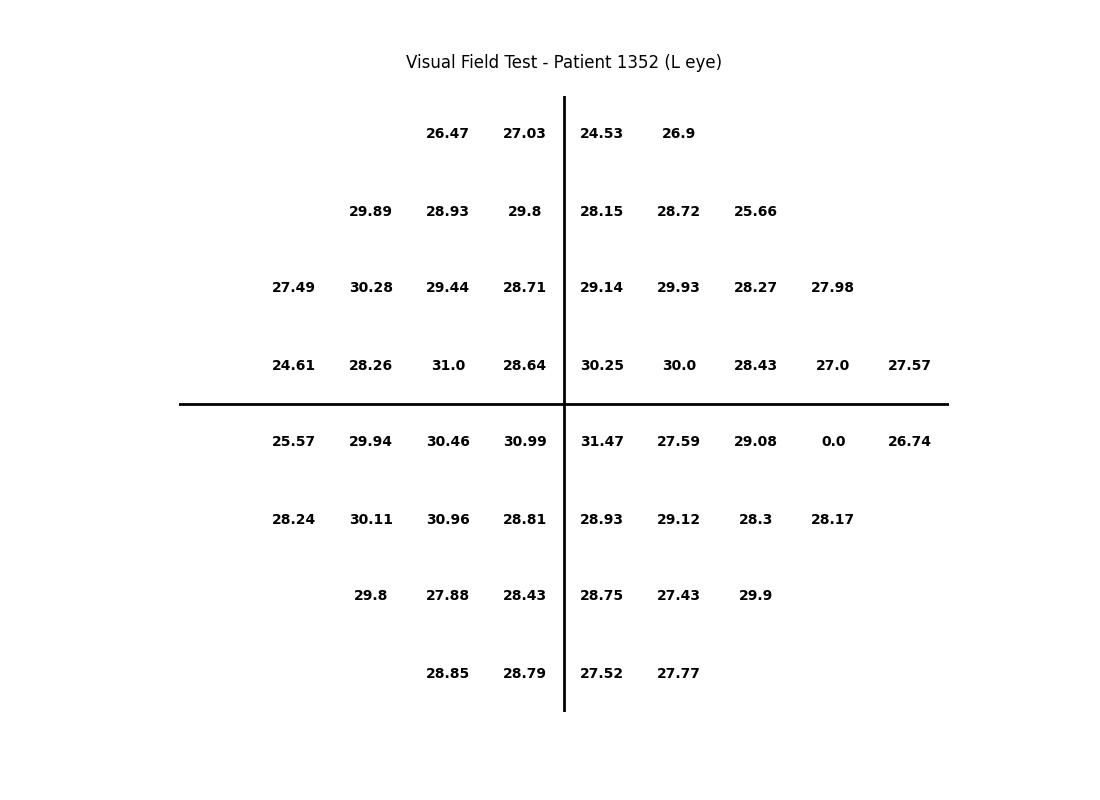 Visual Field Test - Patient 1352 (L eye)
26.47 27.03 24.53 26.9
29.89 28.93 29.8 28.15 28.72 25.66
27.49 30.28 29.44 28.71 29.14 29.93 28.27 27.98
24.61 28.26 31.0 28.64 30.25 30.0 28.43 27.0 27.57
25.57 29.94 30.46 30.99 31.47 27.59 29.08 0.0 26.74
28.24 30.11 30.96 28.81 28.93 29.12 28.3 28.17
29.8 27.88 28.43 28.75 27.43 29.9
28.85 28.79 27.52 27.77